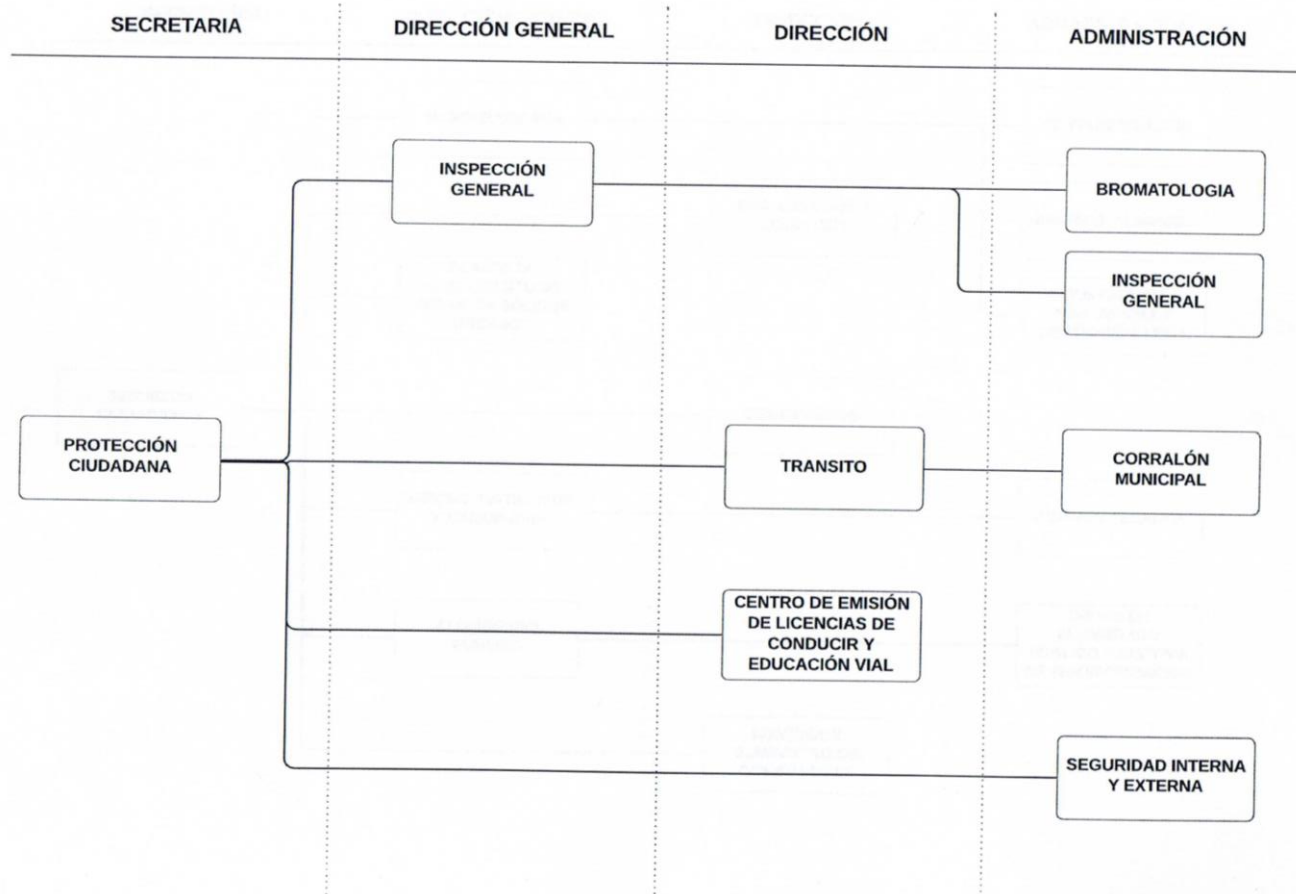 SECRETARIA
DIRECCIÓN GENERAL
DIRECCIÓN
ADMINISTRACIÓN
INSPECCIÓN
GENERAL
BROMATOLOGIA
INSPECCIÓN
GENERAL
PROTECCIÓN
CIUDADANA
TRANSITO
CORRALÓN
MUNICIPAL
CENTRO DE EMISIÓN
DE LICENCIAS DE
CONDUCIR Y
EDUCACIÓN VIAL
SEGURIDAD INTERNA
Y EXTERNA